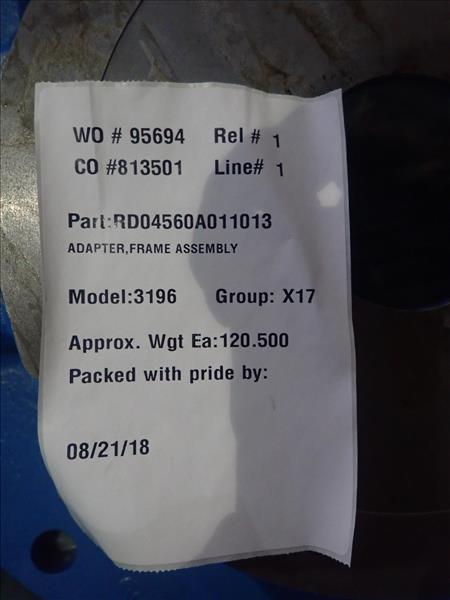 WO # 95694 Rel # 1
CO #813501 Line# 1
Part:RD04560A011013
ADAPTER,FRAME ASSEMBLY
Model:3196 Group: X17
Approx. Wgt Ea:120.500
Packed with pride by:
08/21/18